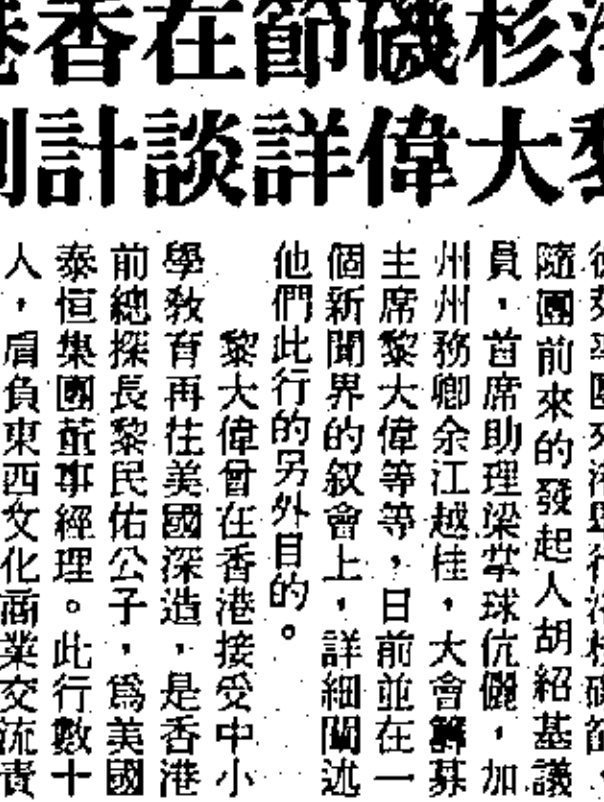 杉磯節在香港
大偉詳談計
隨團前來的發起人胡紹基議
員，首席助理梁掌球伉儷，加
州州務卿余江越桂，大會籌募
主席黎大偉等等，日前並在一
個新聞界的叙會上，詳細闡述
他們此行的另外目的。
黎大偉曾在香港接受中小
學教育再往美國深造，是香港
前總探長黎民佑公子，爲美國
泰恒集團董事經理。此行數十
人，肩負東西文化商業交流責